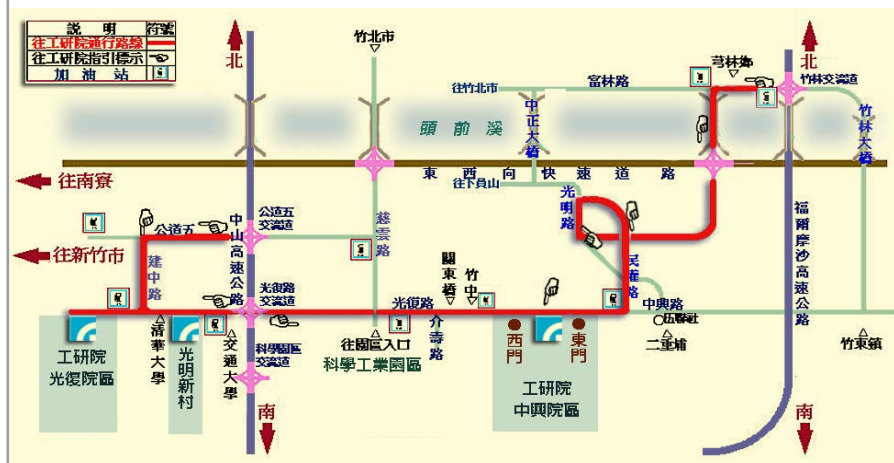 説 明 符號
往工研院通行路線
往工研院指引標示
加 油 站
北
竹北市
北
芎林鄉
往竹北市
富林路
竹林交流道
頭 前 溪
中正大橋
竹林大橋
東 西 向 快 速 道 路
往南寮
往下員山
光明路
公道五
中山高速公路
公道五
交流道
慈雲路
福爾摩沙高速公路
往新竹市
建中路
關東橋
竹中
民權路
光復路
交流道
光復路
介壽路
中興路
伍聯社
二重埔
竹東鎮
工研院
光復院區
清華大學
光明新村
交通大學
科學園區
交流道
往園區入口
科學工業園區
西門
東門
工研院
中興院區
南
南